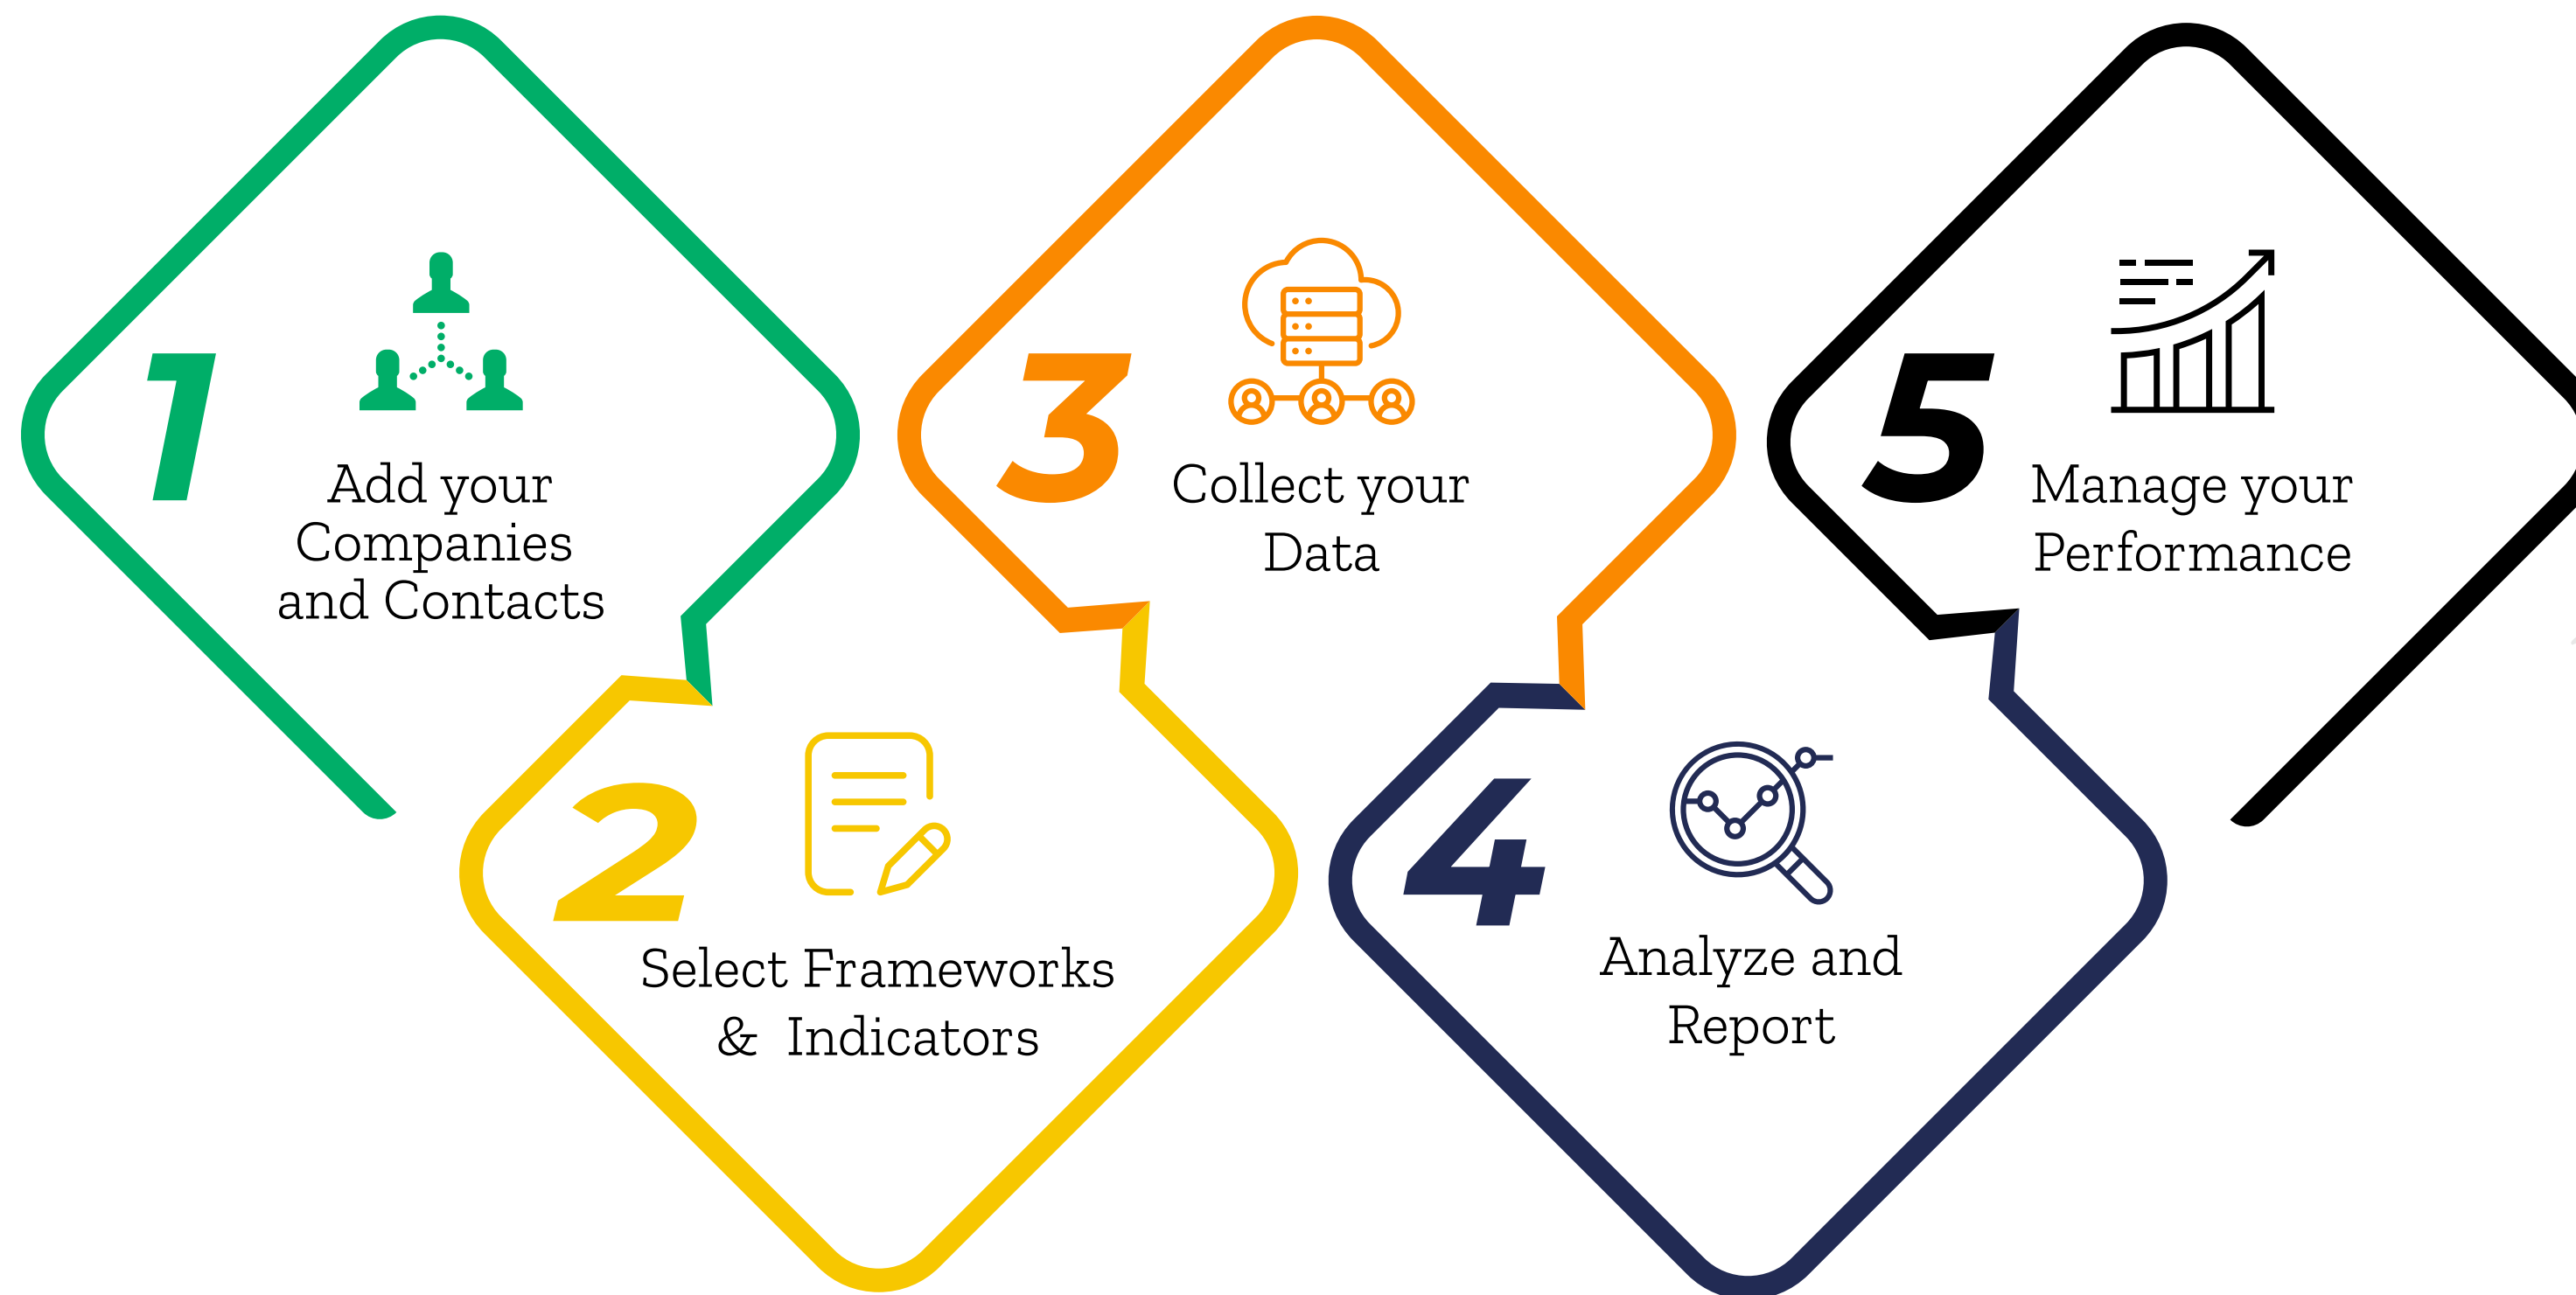 1
Add your
Companies
and Contacts
2
Select Frameworks
& Indicators
3
Collect your
Data
4
Analyze and
Report
5
Manage your
Performance